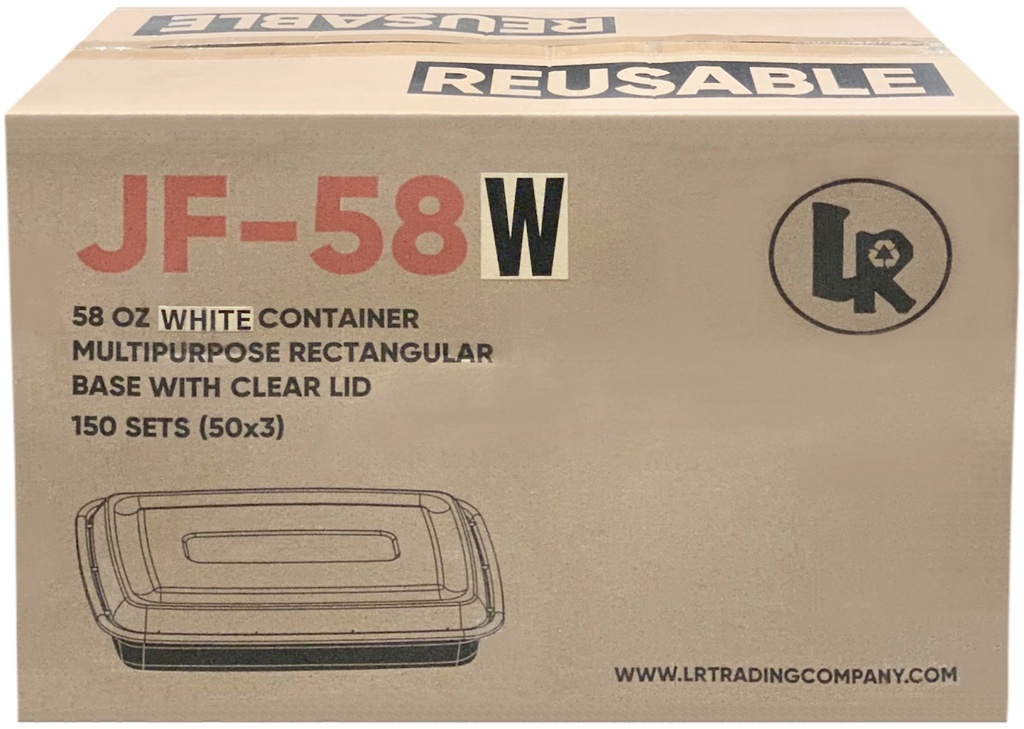 REUSABLE
REUSABLE
JF-58W
LR
58 OZ WHITE CONTAINER
MULTIPURPOSE RECTANGULAR
BASE WITH CLEAR LID
150 SETS (50x3)
WWW.LRTRADINGCOMPANY.COM